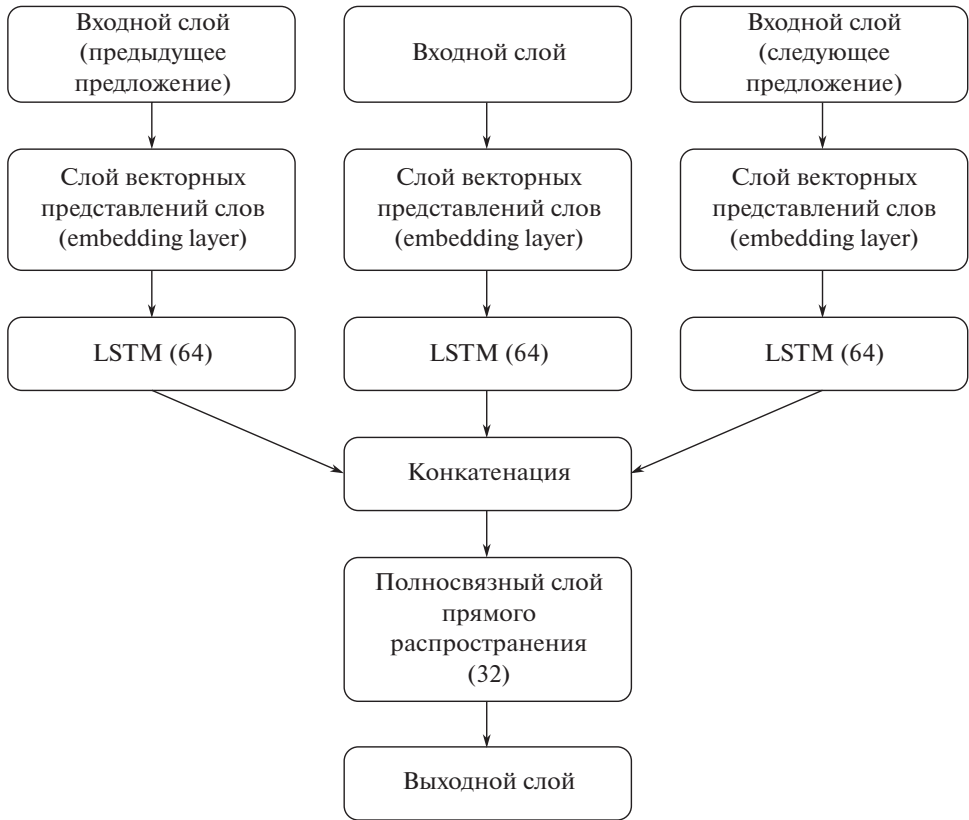 Входной слой
(предыдущее
предложение)
Входной слой
Входной слой
(следующее
предложение)
Слой векторных
представлений слов
(embedding layer)
Слой векторных
представлений слов
(embedding layer)
Слой векторных
представлений слов
(embedding layer)
LSTM (64)
LSTM (64)
LSTM (64)
Конкатенация
Полносвязный слой
прямого
распространения
(32)
Выходной слой